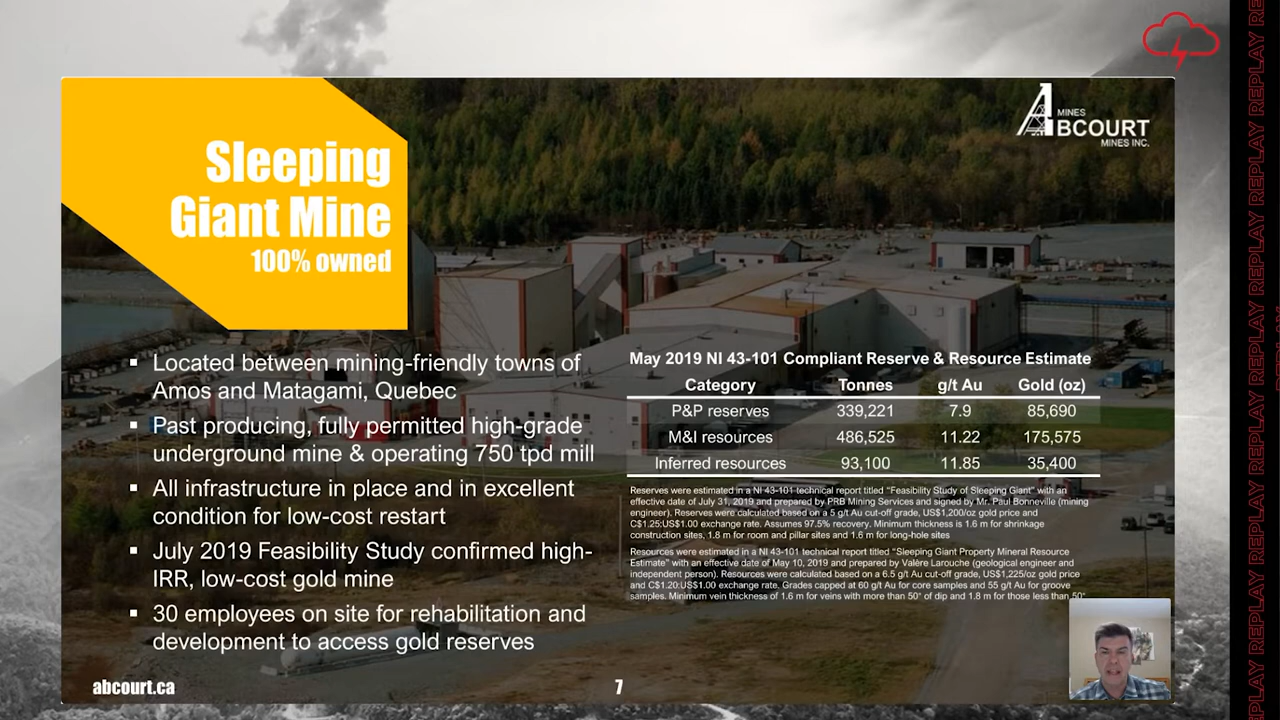 MINES
ABCOURT
MINES INC.
Sleeping
Giant Mine
100% owned
▪ Located between mining-friendly towns of
Amos and Matagami, Quebec
▪ Past producing, fully permitted high-grade
underground mine & operating 750 tpd mill
▪ All infrastructure in place and in excellent
condition for low-cost restart
▪ July 2019 Feasibility Study confirmed high-
IRR, low-cost gold mine
▪ 30 employees on site for rehabilitation and
development to access gold reserves
May 2019 NI 43-101 Compliant Reserve & Resource Estimate
Category Tonnes g/t Au Gold (oz)
P&P reserves 339,221 7.9 85,690
M&I resources 486,525 11.22 175,575
Inferred resources 93,100 11.85 35,400
Reserves were estimated in a NI 43-101 technical report titled “Feasibility Study of Sleeping Giant” with an
effective date of July 31, 2019 and prepared by PRB Mining Services and signed by Mr. Paul Bonneville (mining
engineer). Reserves were calculated based on a 5 g/t Au cut-off grade, US$1,200/oz gold price and
C$1.25:US$1.00 exchange rate. Assumes 97.5% recovery. Minimum thickness is 1.6 m for shrinkage
construction sites, 1.8 m for room and pillar sites and 1.6 m for long-hole sites
Resources were estimated in a NI 43-101 technical report titled “Sleeping Giant Property Mineral Resource
Estimate” with an effective date of May 10, 2019 and prepared by Valère Larouche (geological engineer and
independent person). Resources were calculated based on a 6.5 g/t Au cut-off grade, US$1,225/oz gold price
and C$1.20:US$1.00 exchange rate. Grades capped at 60 g/t Au for core samples and 55 g/t Au for groove
samples. Minimum vein thickness of 1.6 m for veins with more than 50° of dip and 1.8 m for those less than 50°
abcourt.ca
7
REPLAY REPLAY REPLAY REPLAY REPLAY REPLAY REPLAY REPLAY